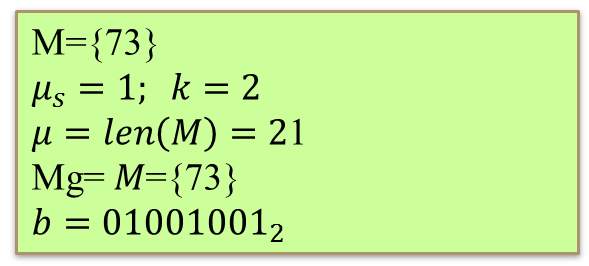 M={73}
μₛ = 1;  k = 2
μ = len(M) = 21
Mg= M={73}
b = 01001001₂